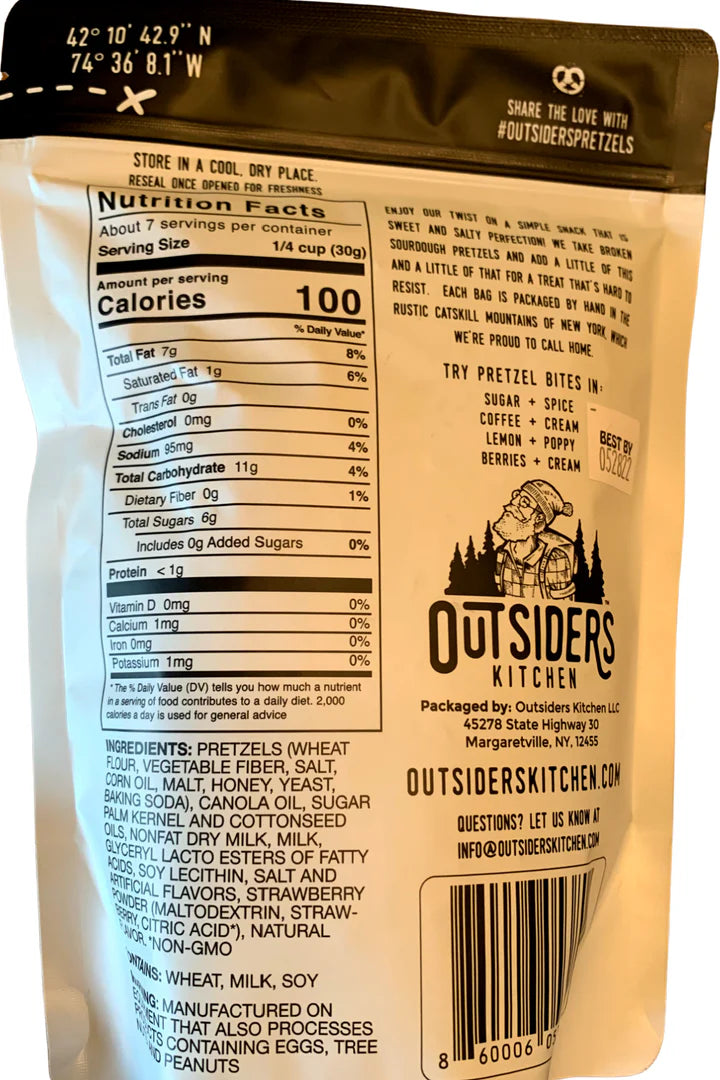 42° 10' 42.9'' N
74° 36' 8.1'' W
SHARE THE LOVE WITH
#OUTSIDERSPRETZELS
STORE IN A COOL, DRY PLACE.
RESEAL ONCE OPENED FOR FRESHNESS
Nutrition Facts
About 7 servings per container
Serving Size 1/4 cup (30g)
Amount per serving
Calories 100
% Daily Value*
Total Fat 7g 8%
Saturated Fat 1g 6%
Trans Fat 0g
Cholesterol 0mg 0%
Sodium 95mg 4%
Total Carbohydrate 11g 4%
Dietary Fiber 0g 1%
Total Sugars 6g
Includes 0g Added Sugars 0%
Protein <1g
Vitamin D 0mg 0%
Calcium 1mg 0%
Iron 0mg 0%
Potassium 1mg 0%
* The % Daily Value (DV) tells you how much a nutrient
in a serving of food contributes to a daily diet. 2,000
calories a day is used for general advice
INGREDIENTS: PRETZELS (WHEAT
FLOUR, VEGETABLE FIBER, SALT,
CORN OIL, MALT, HONEY, YEAST,
BAKING SODA), CANOLA OIL, SUGAR
PALM KERNEL AND COTTONSEED
OILS, NONFAT DRY MILK, MILK,
GLYCERYL LACTO ESTERS OF FATTY
ACIDS, SOY LECITHIN, SALT AND
ARTIFICIAL FLAVORS, STRAWBERRY
POWDER (MALTODEXTRIN, STRAW-
BERRY, CITRIC ACID*), NATURAL
*NON-GMO
WHEAT, MILK, SOY
MANUFACTURED ON
THAT ALSO PROCESSES
CONTAINING EGGS, TREE
AND PEANUTS
ENJOY OUR TWIST ON A SIMPLE SNACK THAT IS
SWEET AND SALTY PERFECTION! WE TAKE BROKEN
SOURDOUGH PRETZELS AND ADD A LITTLE OF THIS
AND A LITTLE OF THAT FOR A TREAT THAT'S HARD TO
RESIST. EACH BAG IS PACKAGED BY HAND IN THE
RUSTIC CATSKILL MOUNTAINS OF NEW YORK WHICH
WE'RE PROUD TO CALL HOME.
TRY PRETZEL BITES IN:
SUGAR + SPICE
COFFEE + CREAM
LEMON + POPPY
BERRIES + CREAM
BEST BY
052822
OUTSIDERS
KITCHEN
Packaged by: Outsiders Kitchen LLC
45278 State Highway 30
Margaretville, NY, 12455
OUTSIDERSKITCHEN.COM
QUESTIONS? LET US KNOW AT
INFO@OUTSIDERSKITCHEN.COM
8 60006 05